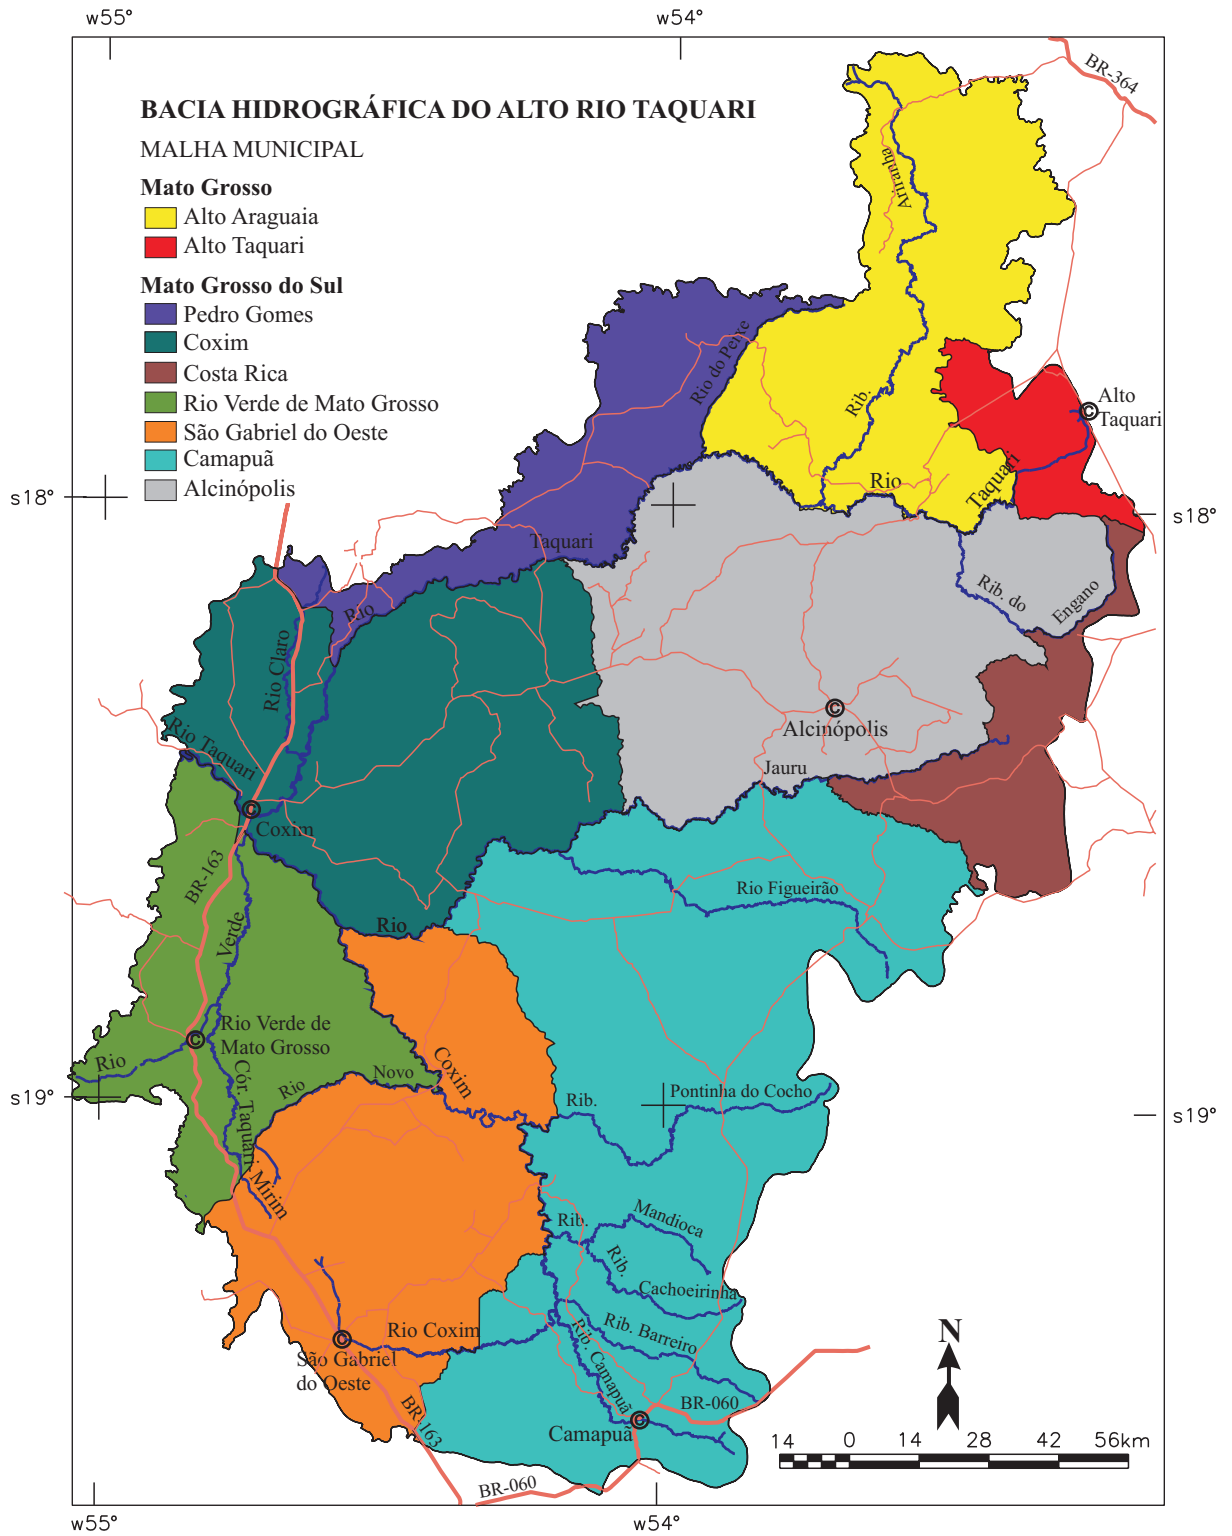 w55°
w54°
BR-364
BACIA HIDROGRÁFICA DO ALTO RIO TAQUARI
MALHA MUNICIPAL
Mato Grosso
Alto Araguaia
Alto Taquari
Mato Grosso do Sul
Pedro Gomes
Coxim
Costa Rica
Rio Verde de Mato Grosso
São Gabriel do Oeste
Camapuã
Alcinópolis
Ariranha
Rib.
Rio do Peixe
Alto
Taquari
C
s18°
s18°
Rio
Taquari
Taquari
Rio
Rib. do
Engano
Rio Claro
C
Alcinópolis
Jauru
Rio Taquari
C
Coxim
BR-163
Verde
Rio Figueirão
Rio
C
Rio Verde de
Mato Grosso
Rio
Cór. Taquari
Mirim
Rio
Novo
Coxim
Rib.
Pontinha do Cocho
s19°
s19°
Rib.
Mandioca
Rib.
Cachoeirinha
Rib. Barreiro
Rib. Camapuã
Rio Coxim
C
São Gabriel
do Oeste
BR-163
BR-060
C
Camapuã
BR-060
N
14 0 14 28 42 56km
w55°
w54°